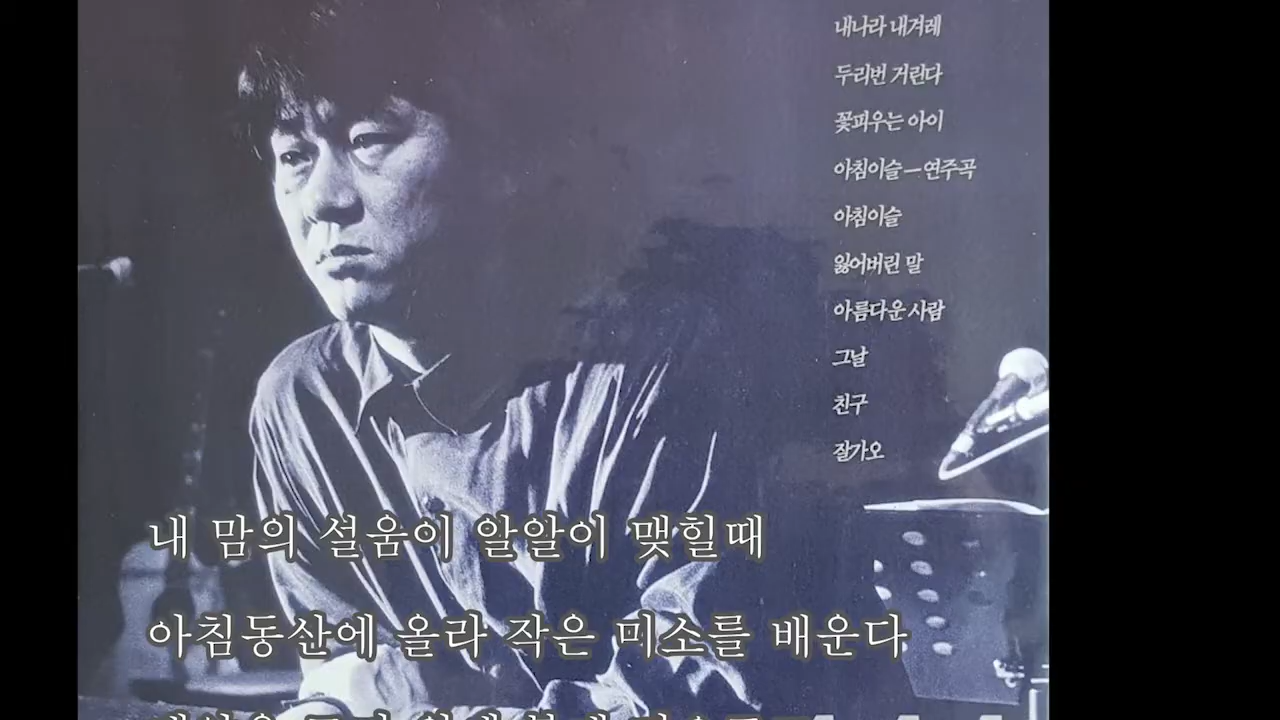 내나라 내겨레
두리번 거린다
꽃피우는 아이
아침이슬 – 연주곡
아침이슬
잃어버린 말
아름다운 사람
그날
친구
잘가오
내 맘의 설움이 알알이 맺힐때
아침동산에 올라 작은 미소를 배운다